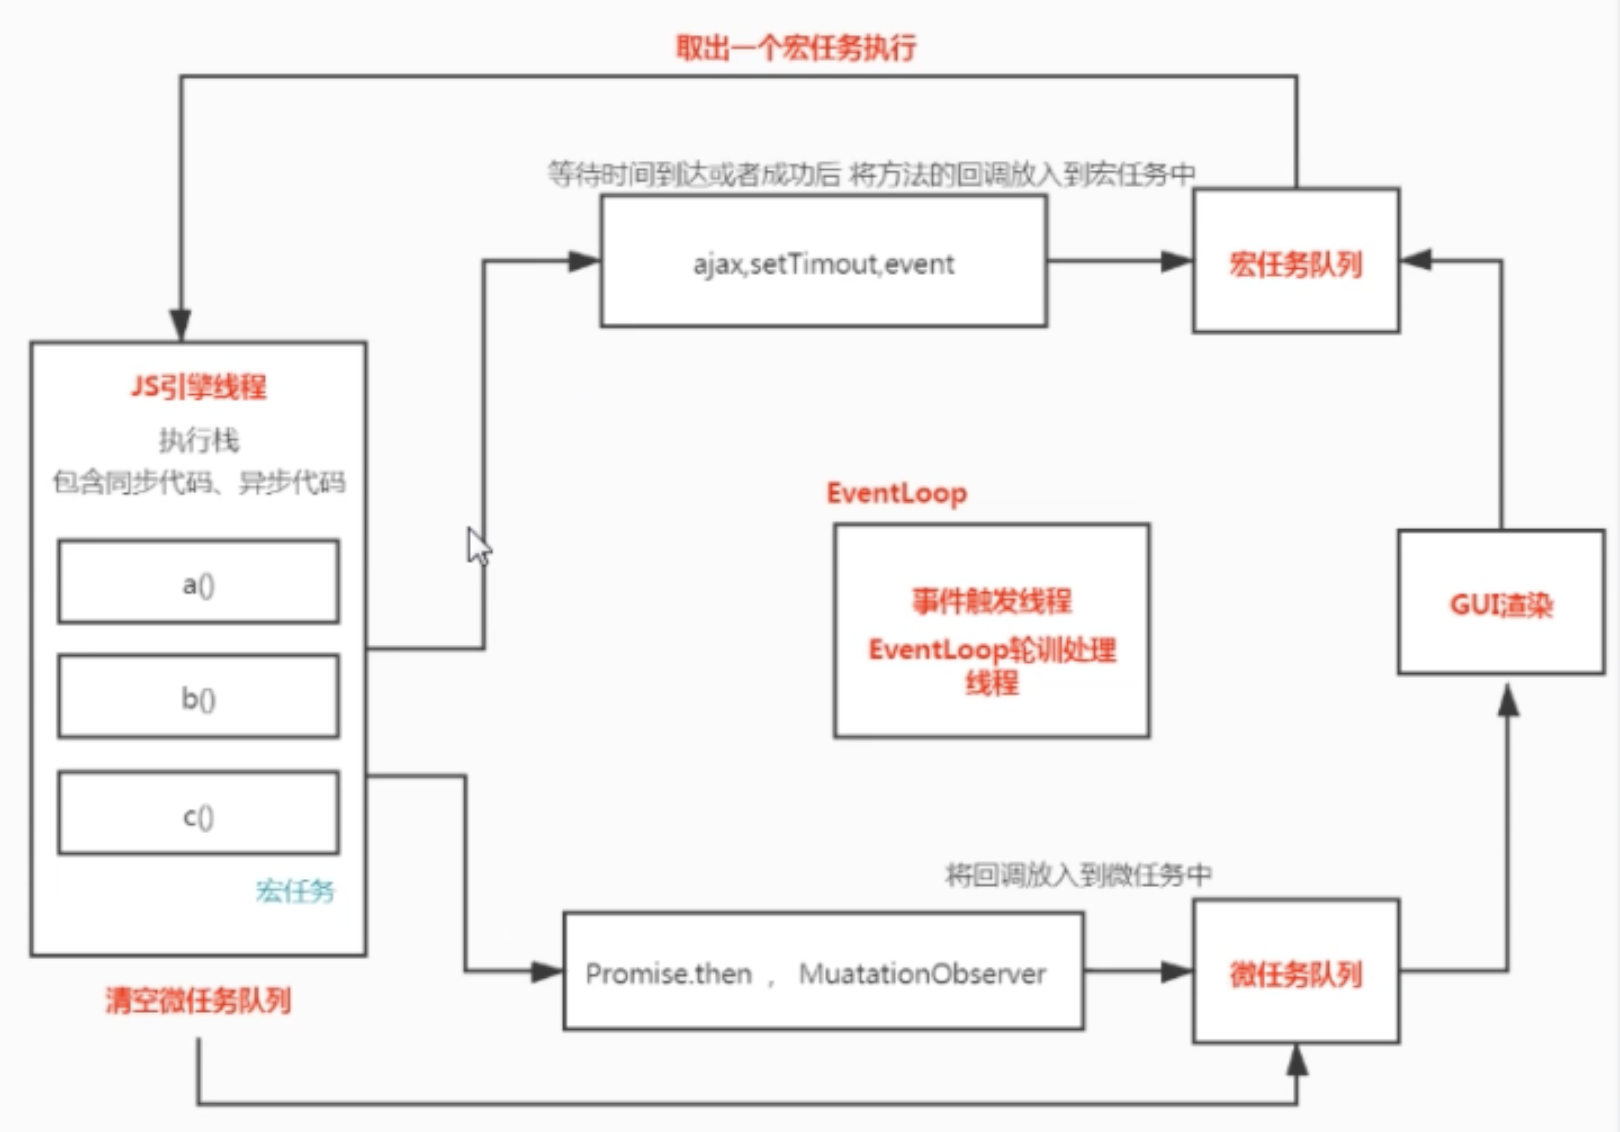 取出一个宏任务执行
等待时间到达或者成功后 将方法的回调放入到宏任务中
ajax,setTimout,event
宏任务队列
JS引擎线程
执行栈
包含同步代码、异步代码
a()
b()
c()
宏任务
清空微任务队列
EventLoop
事件触发线程
EventLoop轮训处理
线程
GUI渲染
将回调放入到微任务中
Promise.then ， MuatationObserver
微任务队列